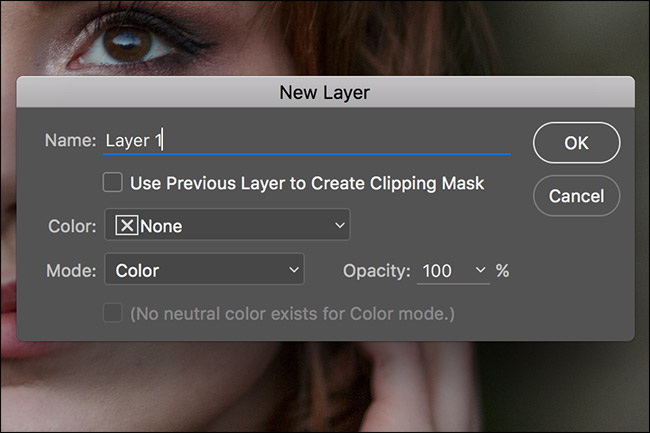 New Layer
Name: Layer 1 OK
Use Previous Layer to Create Clipping Mask Cancel
Color: None
Mode: Color Opacity: 100 %
(No neutral color exists for Color mode.)